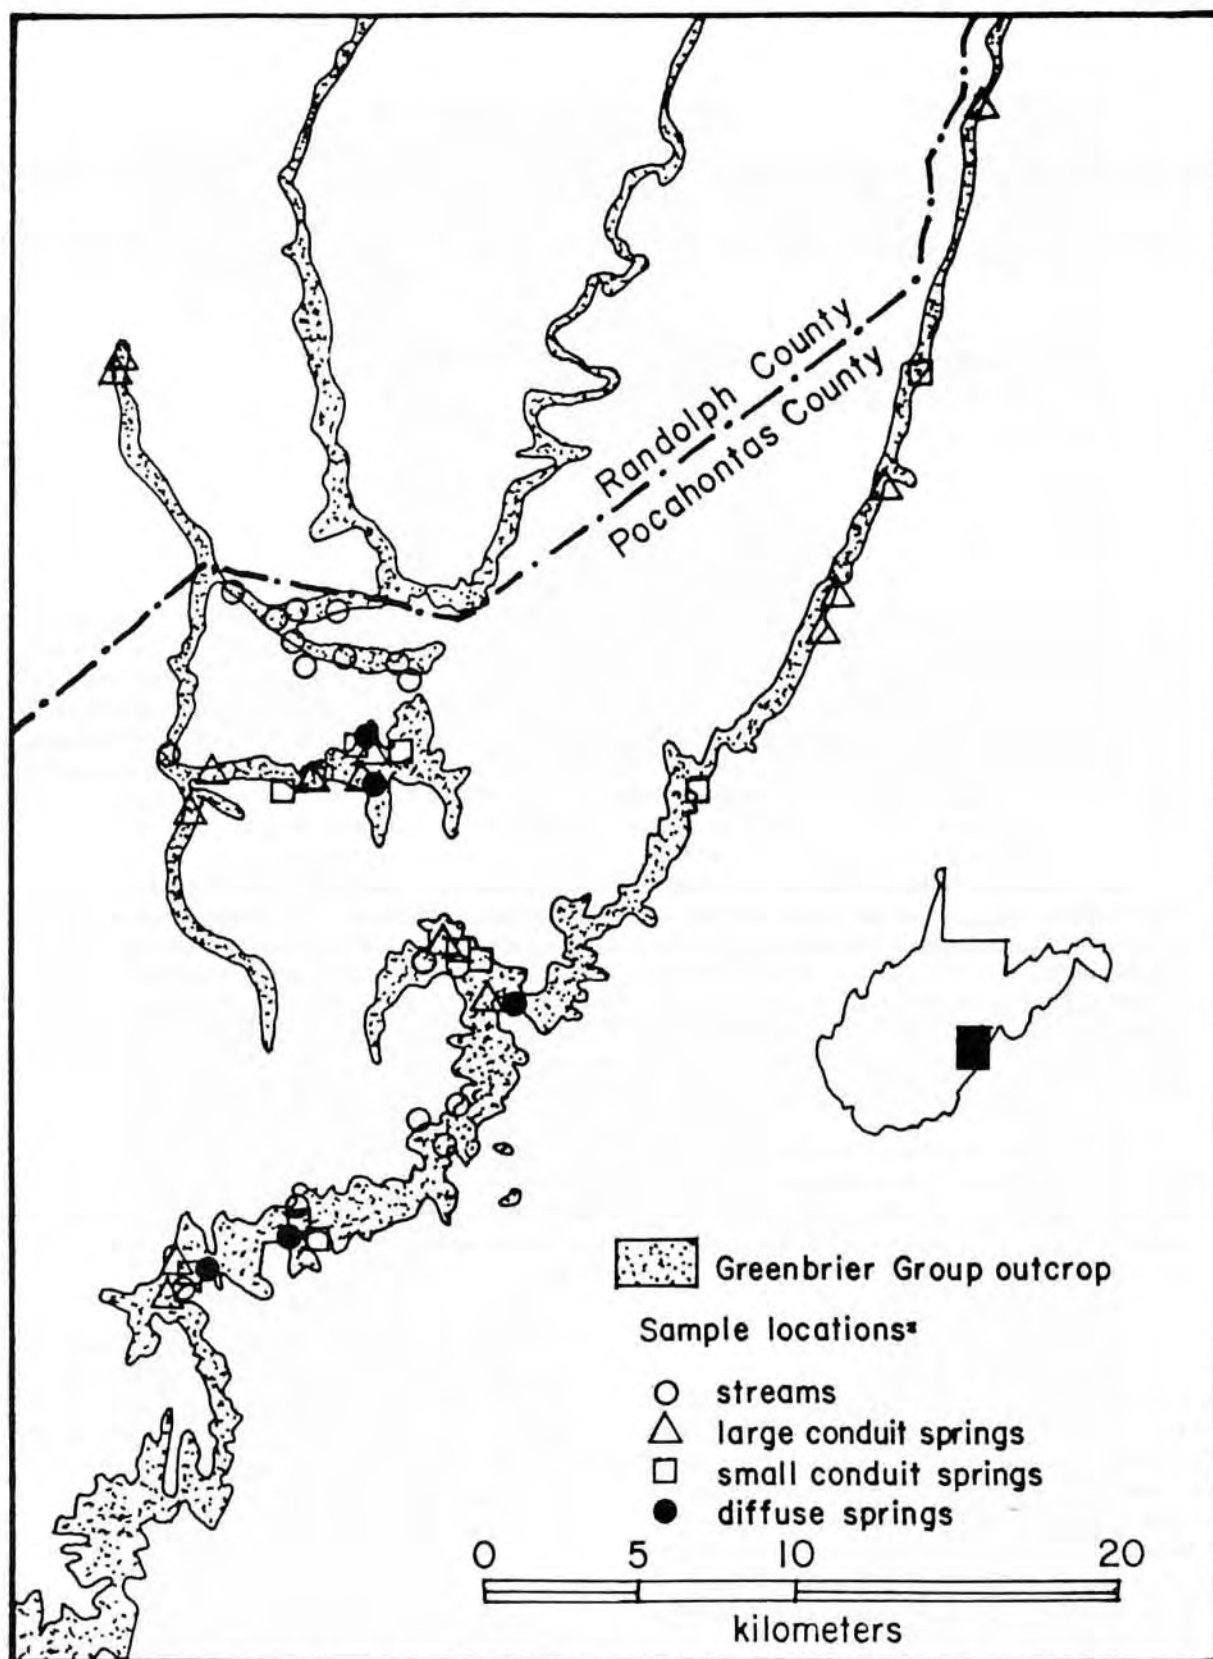 Randolph County
Pocahontas County
Greenbrier Group outcrop
Sample locations*
streams
large conduit springs
small conduit springs
diffuse springs
0 5 10 20
kilometers